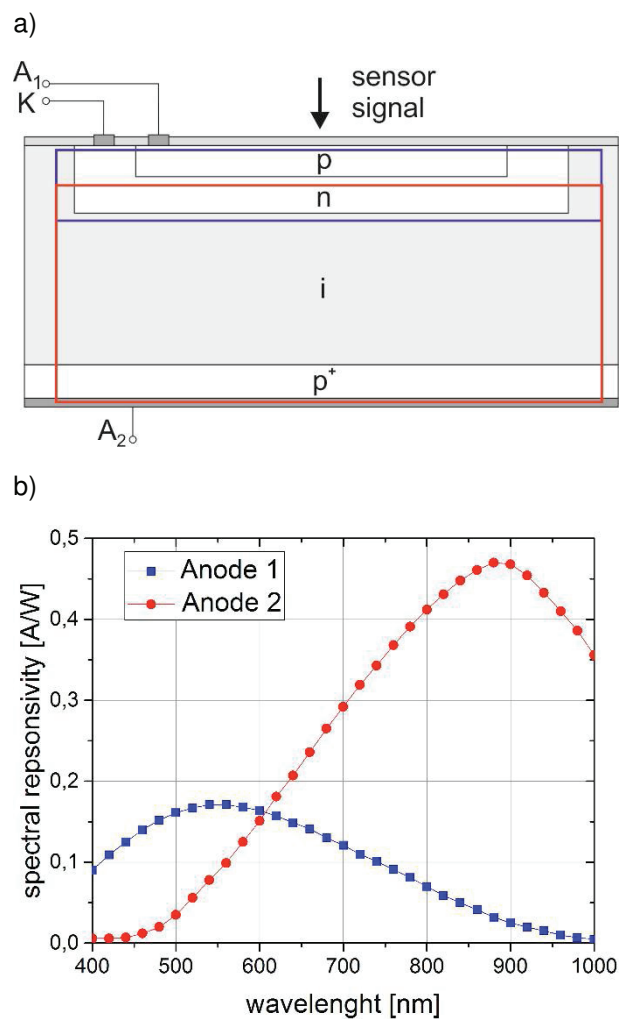 a)
A1
K
sensor
signal
p
n
i
p+
A2
b)
0,5
0,4
0,3
0,2
0,1
0,0
spectral repsonsivity [A/W]
Anode 1
Anode 2
400 500 600 700 800 900 1000
wavelenght [nm]